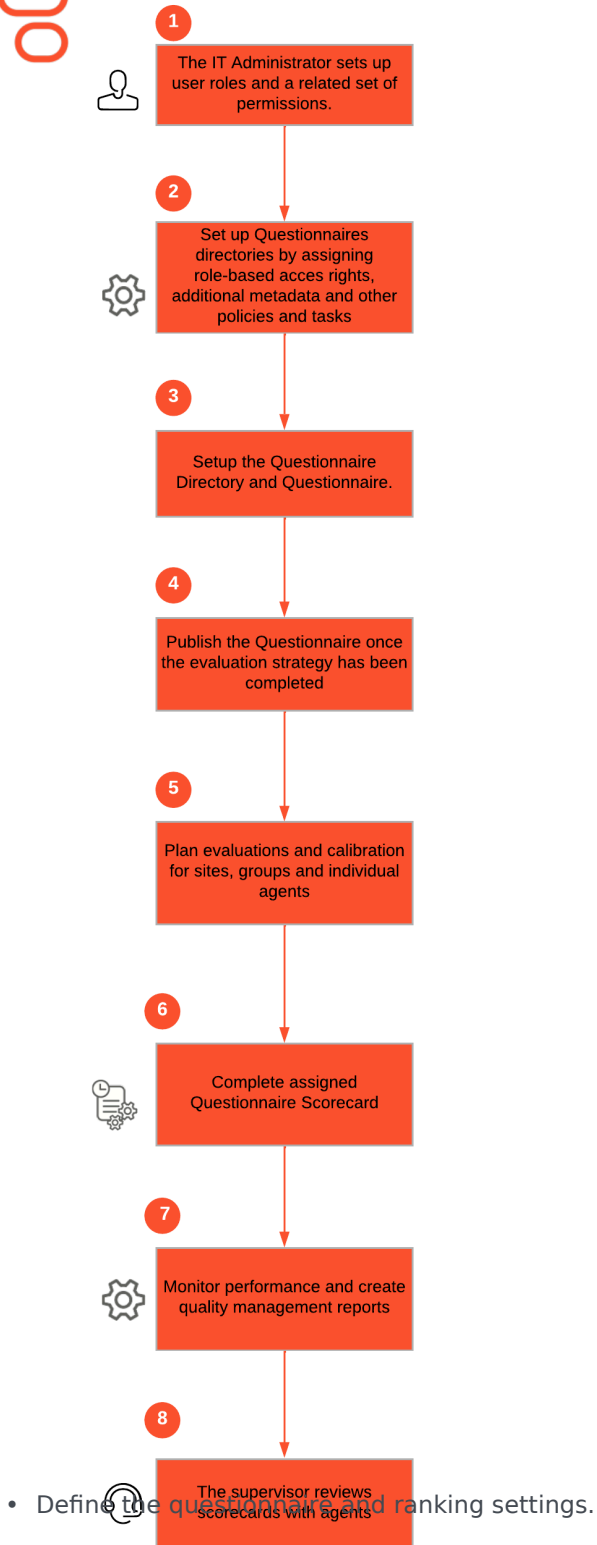 1
The IT Administrator sets up
user roles and a related set of
permissions.
2
Set up Questionnaires
directories by assigning
role-based acces rights,
additional metadata and other
policies and tasks
3
Setup the Questionnaire
Directory and Questionnaire.
4
Publish the Questionnaire once
the evaluation strategy has been
completed
5
Plan evaluations and calibration
for sites, groups and individual
agents
6
Complete assigned
Questionnaire Scorecard
7
Monitor performance and create
quality management reports
8
The supervisor reviews
scorecards with agents
• Define the questionnaire and ranking settings.